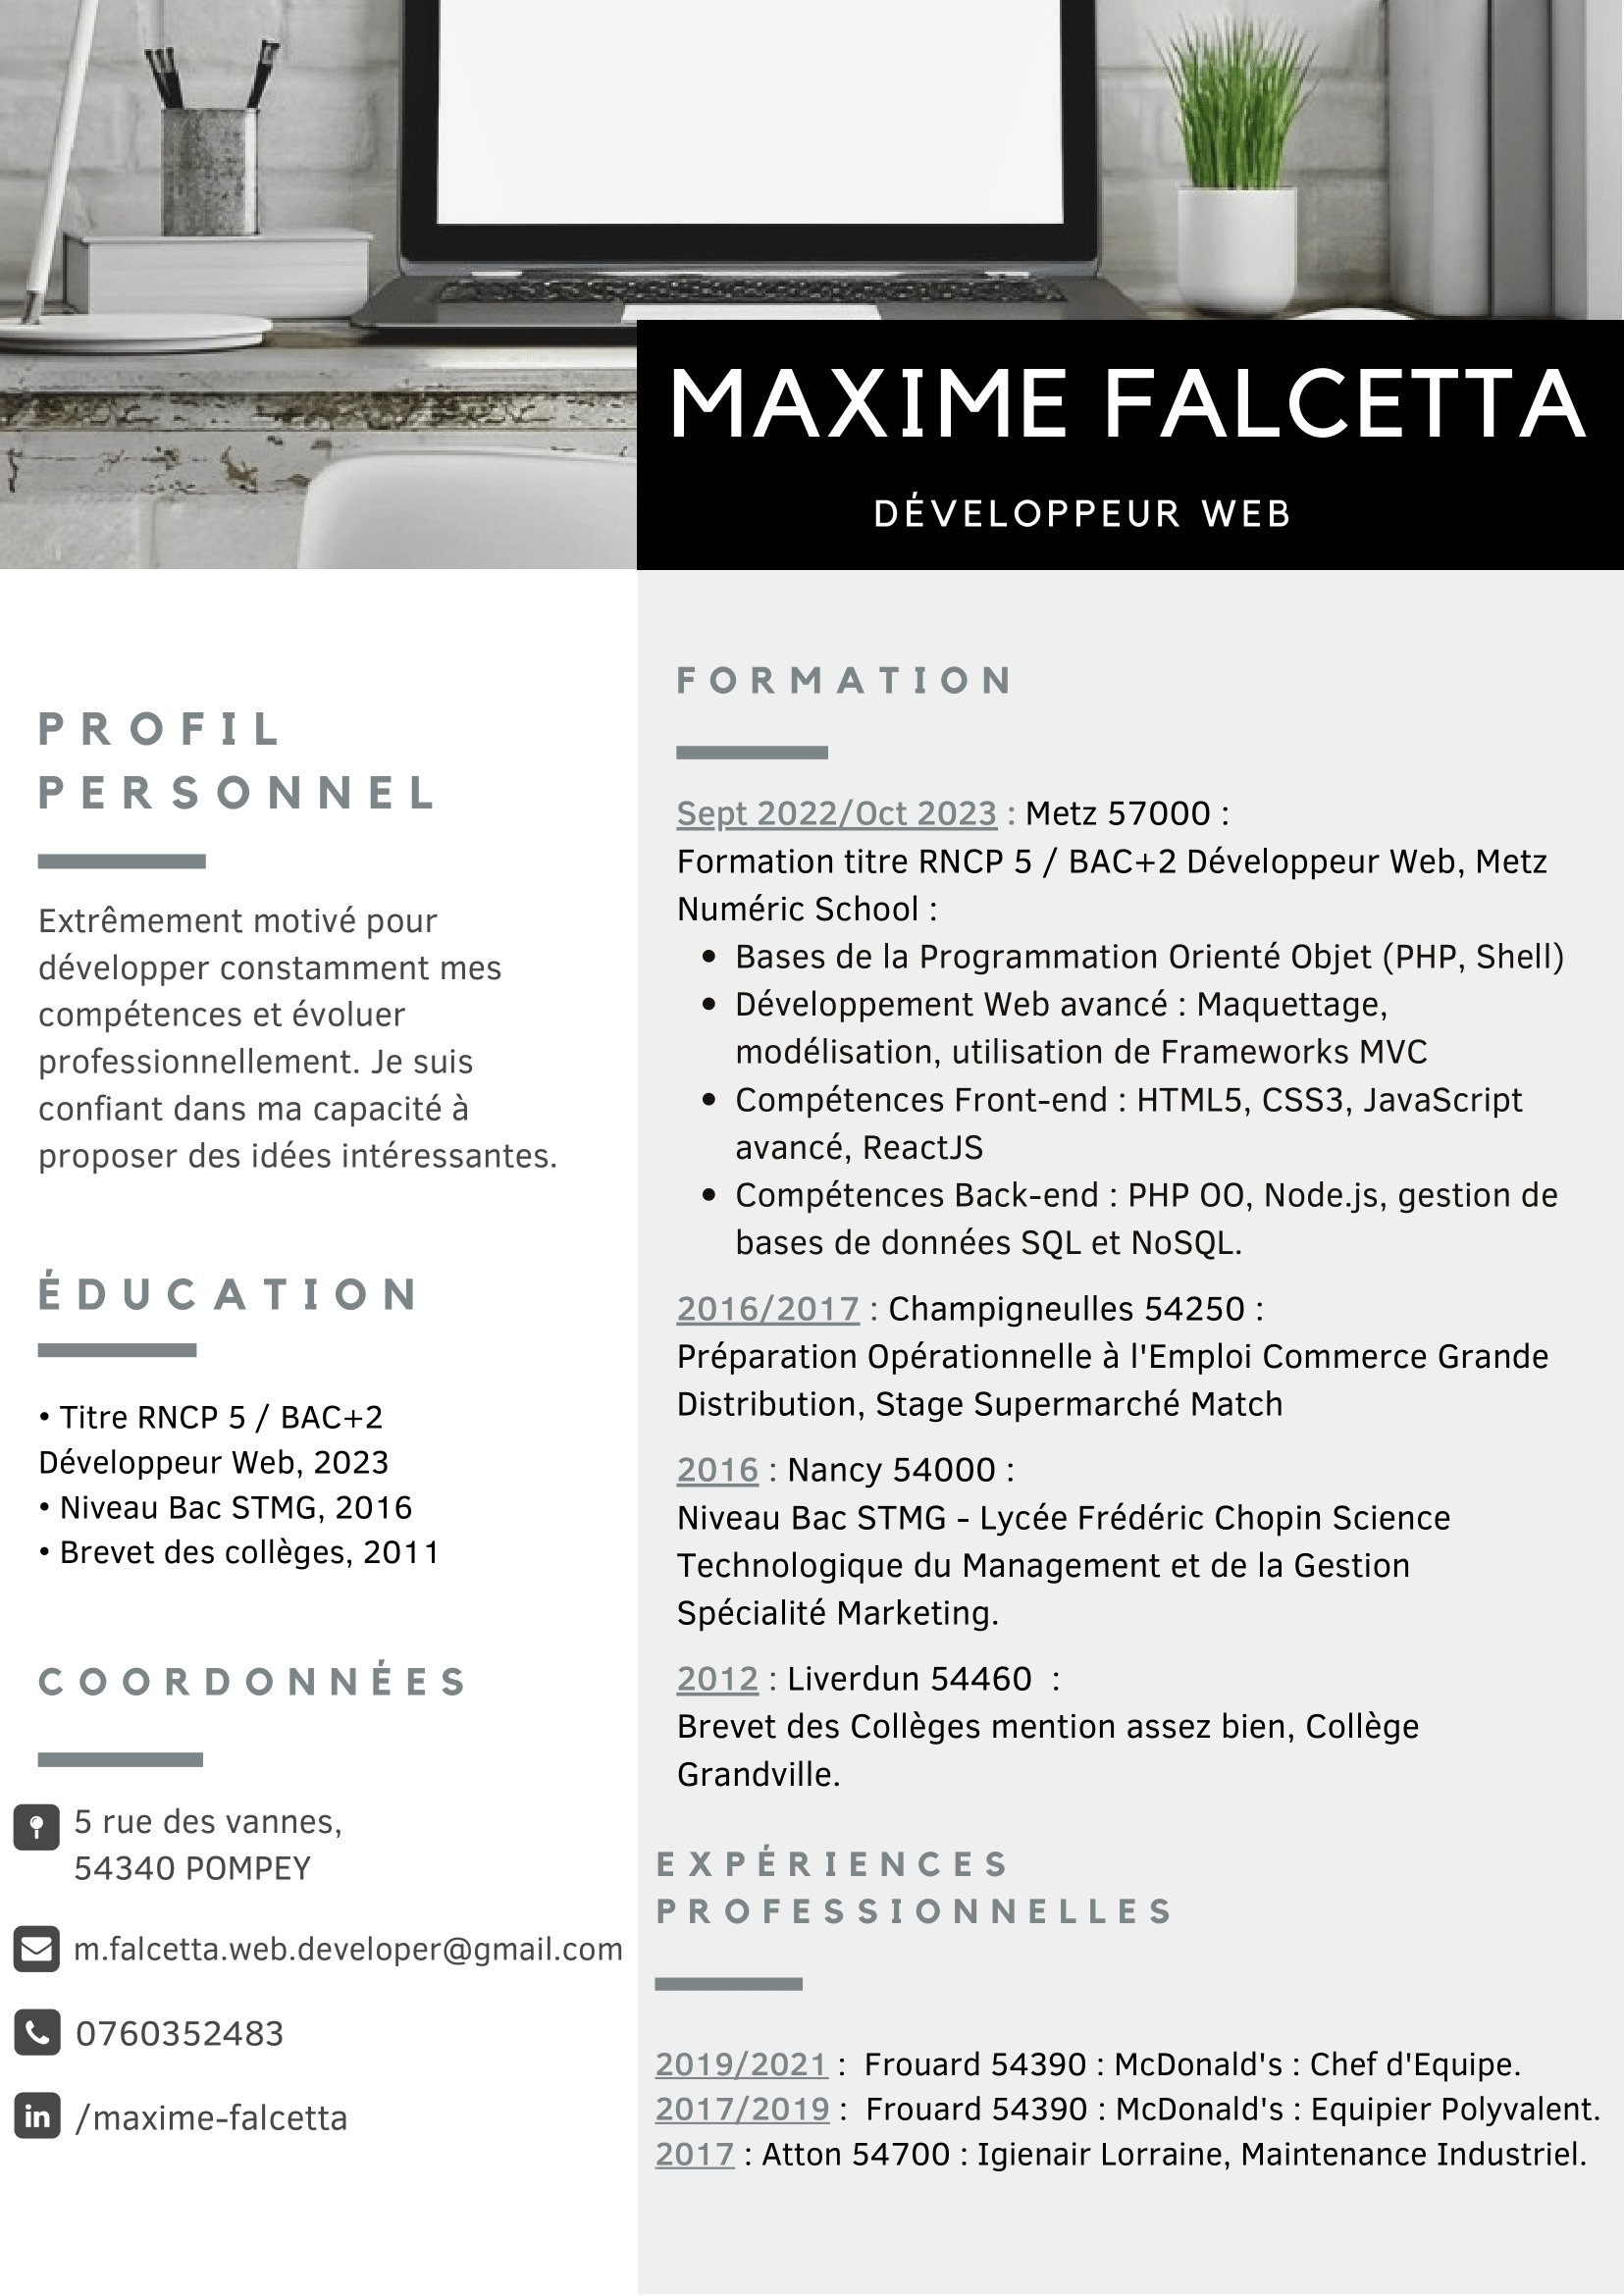 MAXIME FALCETTA
DÉVELOPPEUR WEB
PROFIL
PERSONNEL
Extrêmement motivé pour
développer constamment mes
compétences et évoluer
professionnellement. Je suis
confiant dans ma capacité à
proposer des idées intéressantes.
ÉDUCATION
• Titre RNCP 5 / BAC+2
Développeur Web, 2023
• Niveau Bac STMG, 2016
• Brevet des collèges, 2011
COORDONNÉES
5 rue des vannes,
54340 POMPEY
m.falcetta.web.developer@gmail.com
0760352483
in /maxime-falcetta
FORMATION
Sept 2022/Oct 2023 : Metz 57000 :
Formation titre RNCP 5 / BAC+2 Développeur Web, Metz
Numéric School :
• Bases de la Programmation Orienté Objet (PHP, Shell)
• Développement Web avancé : Maquettage,
modélisation, utilisation de Frameworks MVC
• Compétences Front-end : HTML5, CSS3, JavaScript
avancé, ReactJS
• Compétences Back-end : PHP OO, Node.js, gestion de
bases de données SQL et NoSQL.
2016/2017 : Champigneulles 54250 :
Préparation Opérationnelle à l'Emploi Commerce Grande
Distribution, Stage Supermarché Match
2016 : Nancy 54000 :
Niveau Bac STMG - Lycée Frédéric Chopin Science
Technologique du Management et de la Gestion
Spécialité Marketing.
2012 : Liverdun 54460 :
Brevet des Collèges mention assez bien, Collège
Grandville.
EXPÉRIENCES
PROFESSIONNELLES
2019/2021 : Frouard 54390 : McDonald's : Chef d'Equipe.
2017/2019 : Frouard 54390 : McDonald's : Equipier Polyvalent.
2017 : Atton 54700 : Igienair Lorraine, Maintenance Industriel.